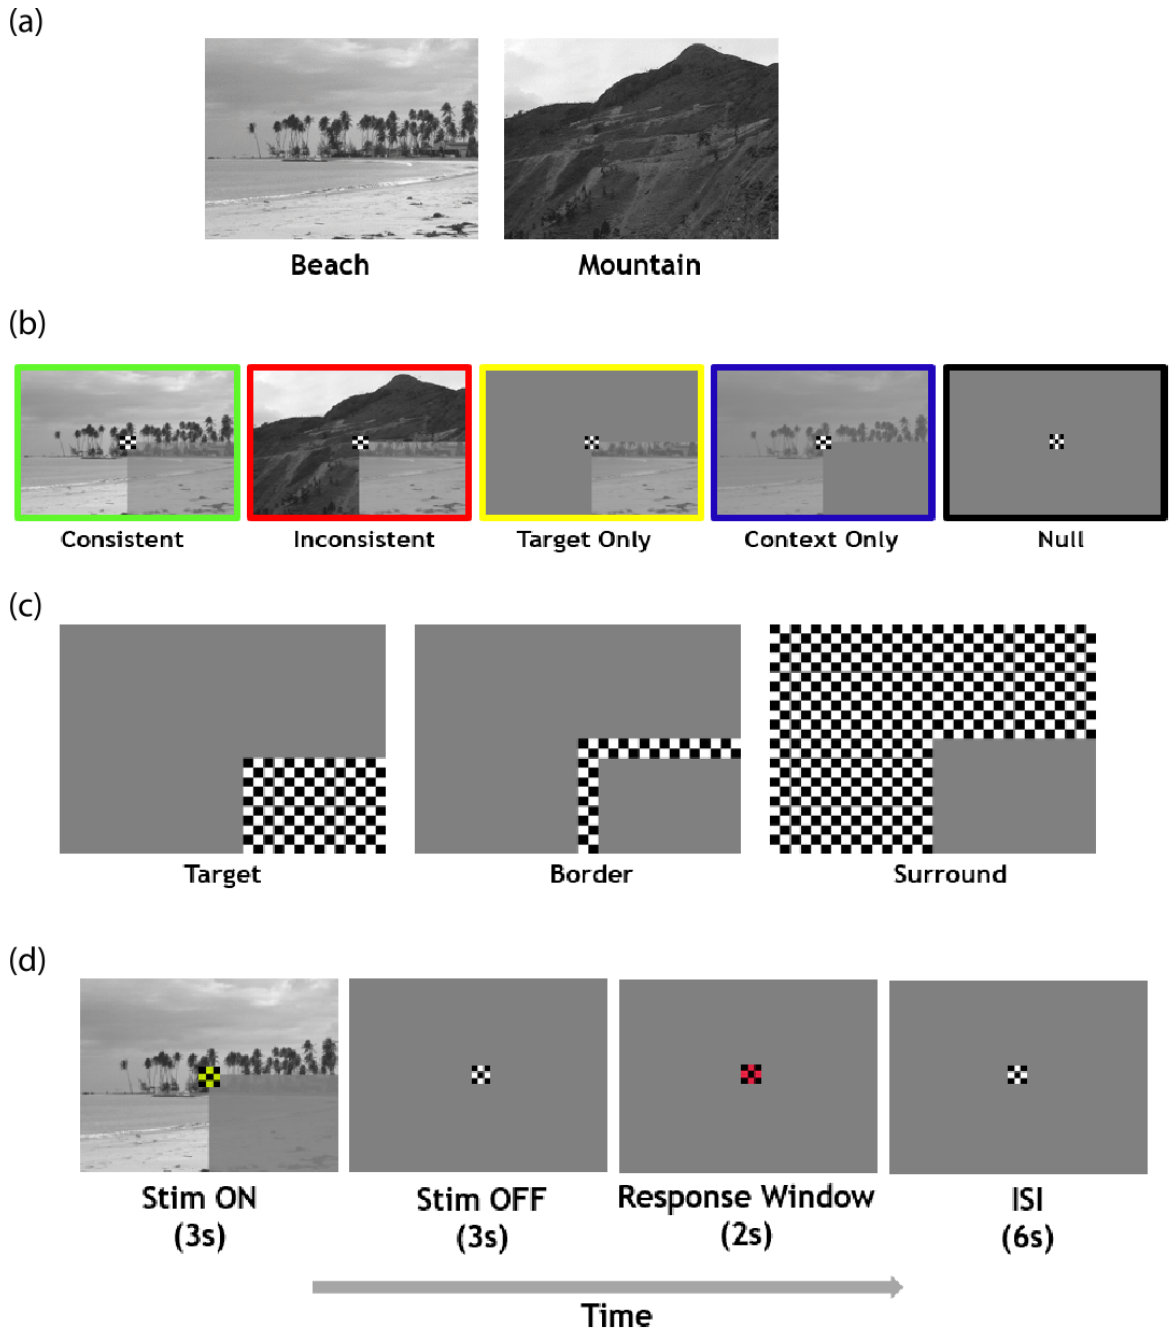 (a)
Beach
Mountain
(b)
Consistent
Inconsistent
Target Only
Context Only
Null
(c)
Target
Border
Surround
(d)
Stim ON
(3s)
Stim OFF
(3s)
Response Window
(2s)
ISI
(6s)
Time